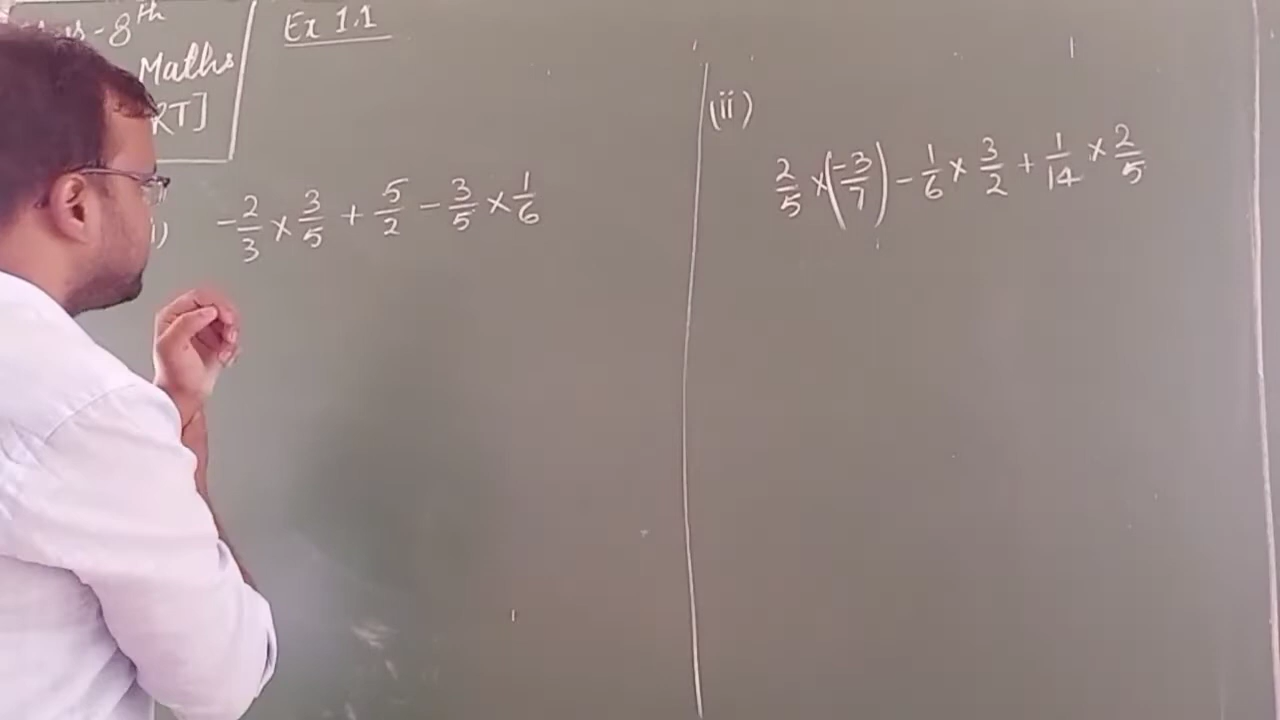 8th
Ex 1.1
Maths
RT]
(ii)
i) -2/3 × 3/5 + 5/2 - 3/5 × 1/6
2/5 × (-3/7) - 1/6 × 3/2 + 1/14 × 2/5